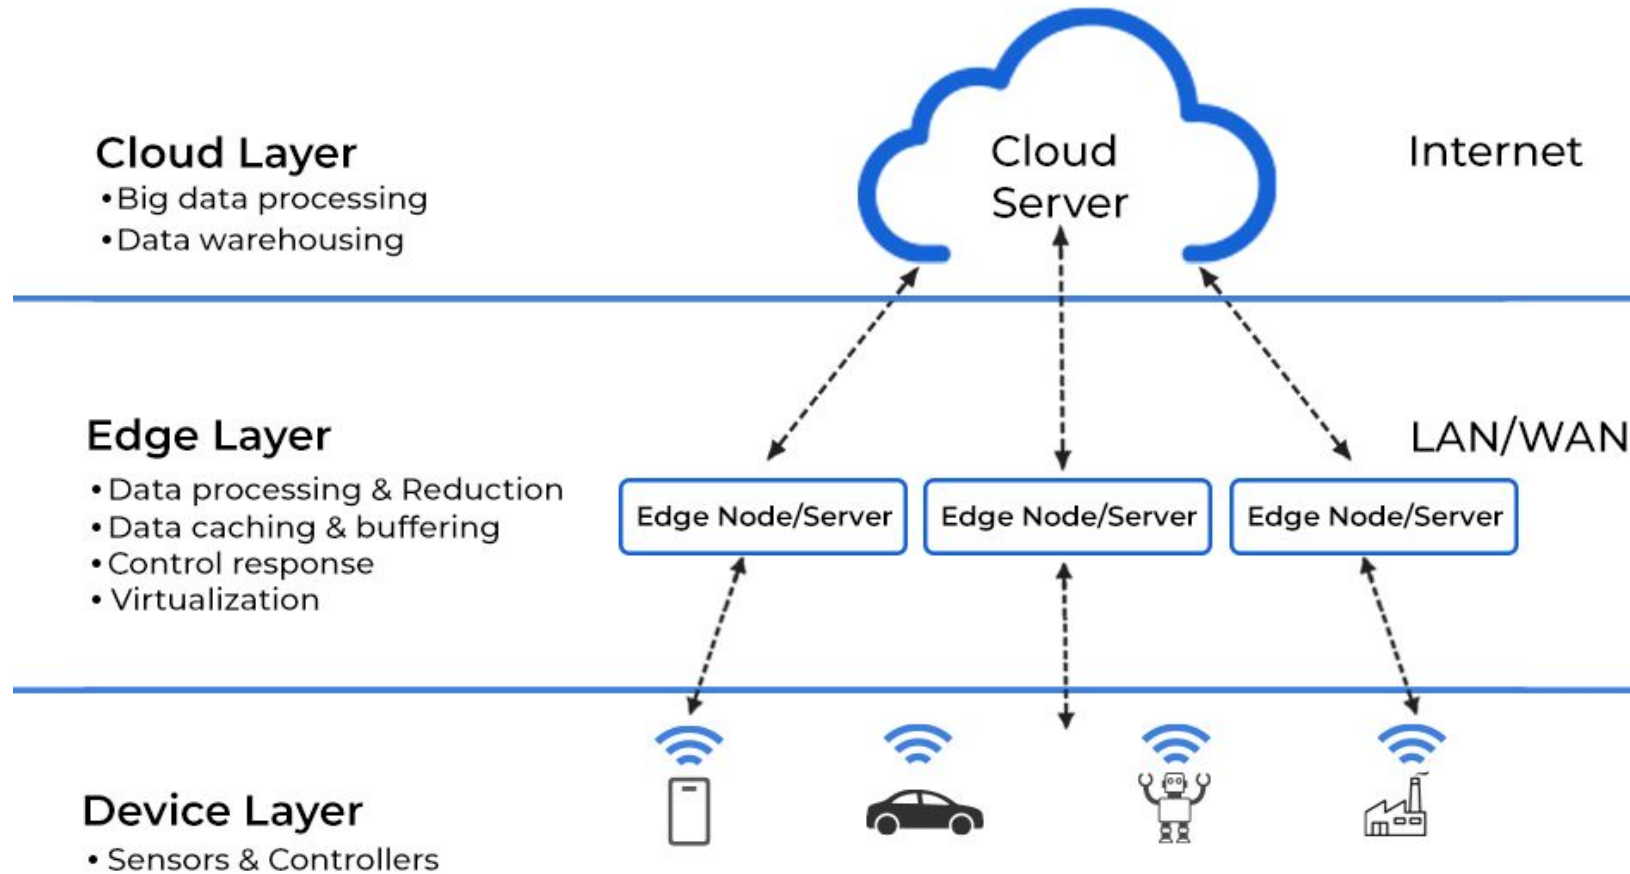 Cloud Layer
•Big data processing
•Data warehousing
Cloud
Server
Internet
Edge Layer
•Data processing & Reduction
•Data caching & buffering
•Control response
• Virtualization
LAN/WAN
Edge Node/Server
Edge Node/Server
Edge Node/Server
Device Layer
• Sensors & Controllers